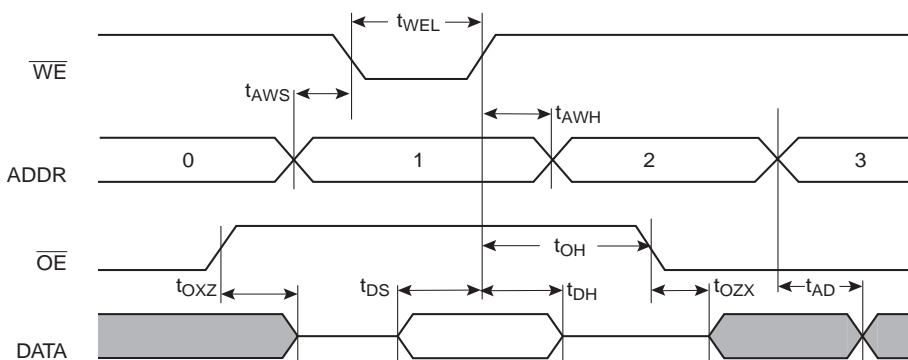 tWEL
WE
tAWS
tAWH
0 1 2 3
ADDR
OE
tOH
tOXZ tDS tDH tOZX tAD
DATA